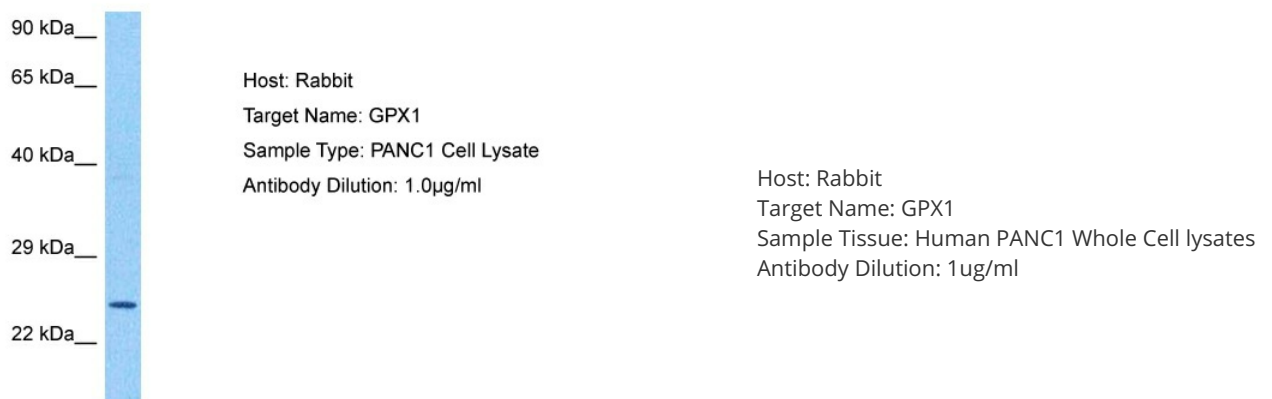 90 kDa__
65 kDa__
40 kDa__
29 kDa__
22 kDa__
Host: Rabbit
Target Name: GPX1
Sample Type: PANC1 Cell Lysate
Antibody Dilution: 1.0µg/ml
Host: Rabbit
Target Name: GPX1
Sample Tissue: Human PANC1 Whole Cell lysates
Antibody Dilution: 1ug/ml